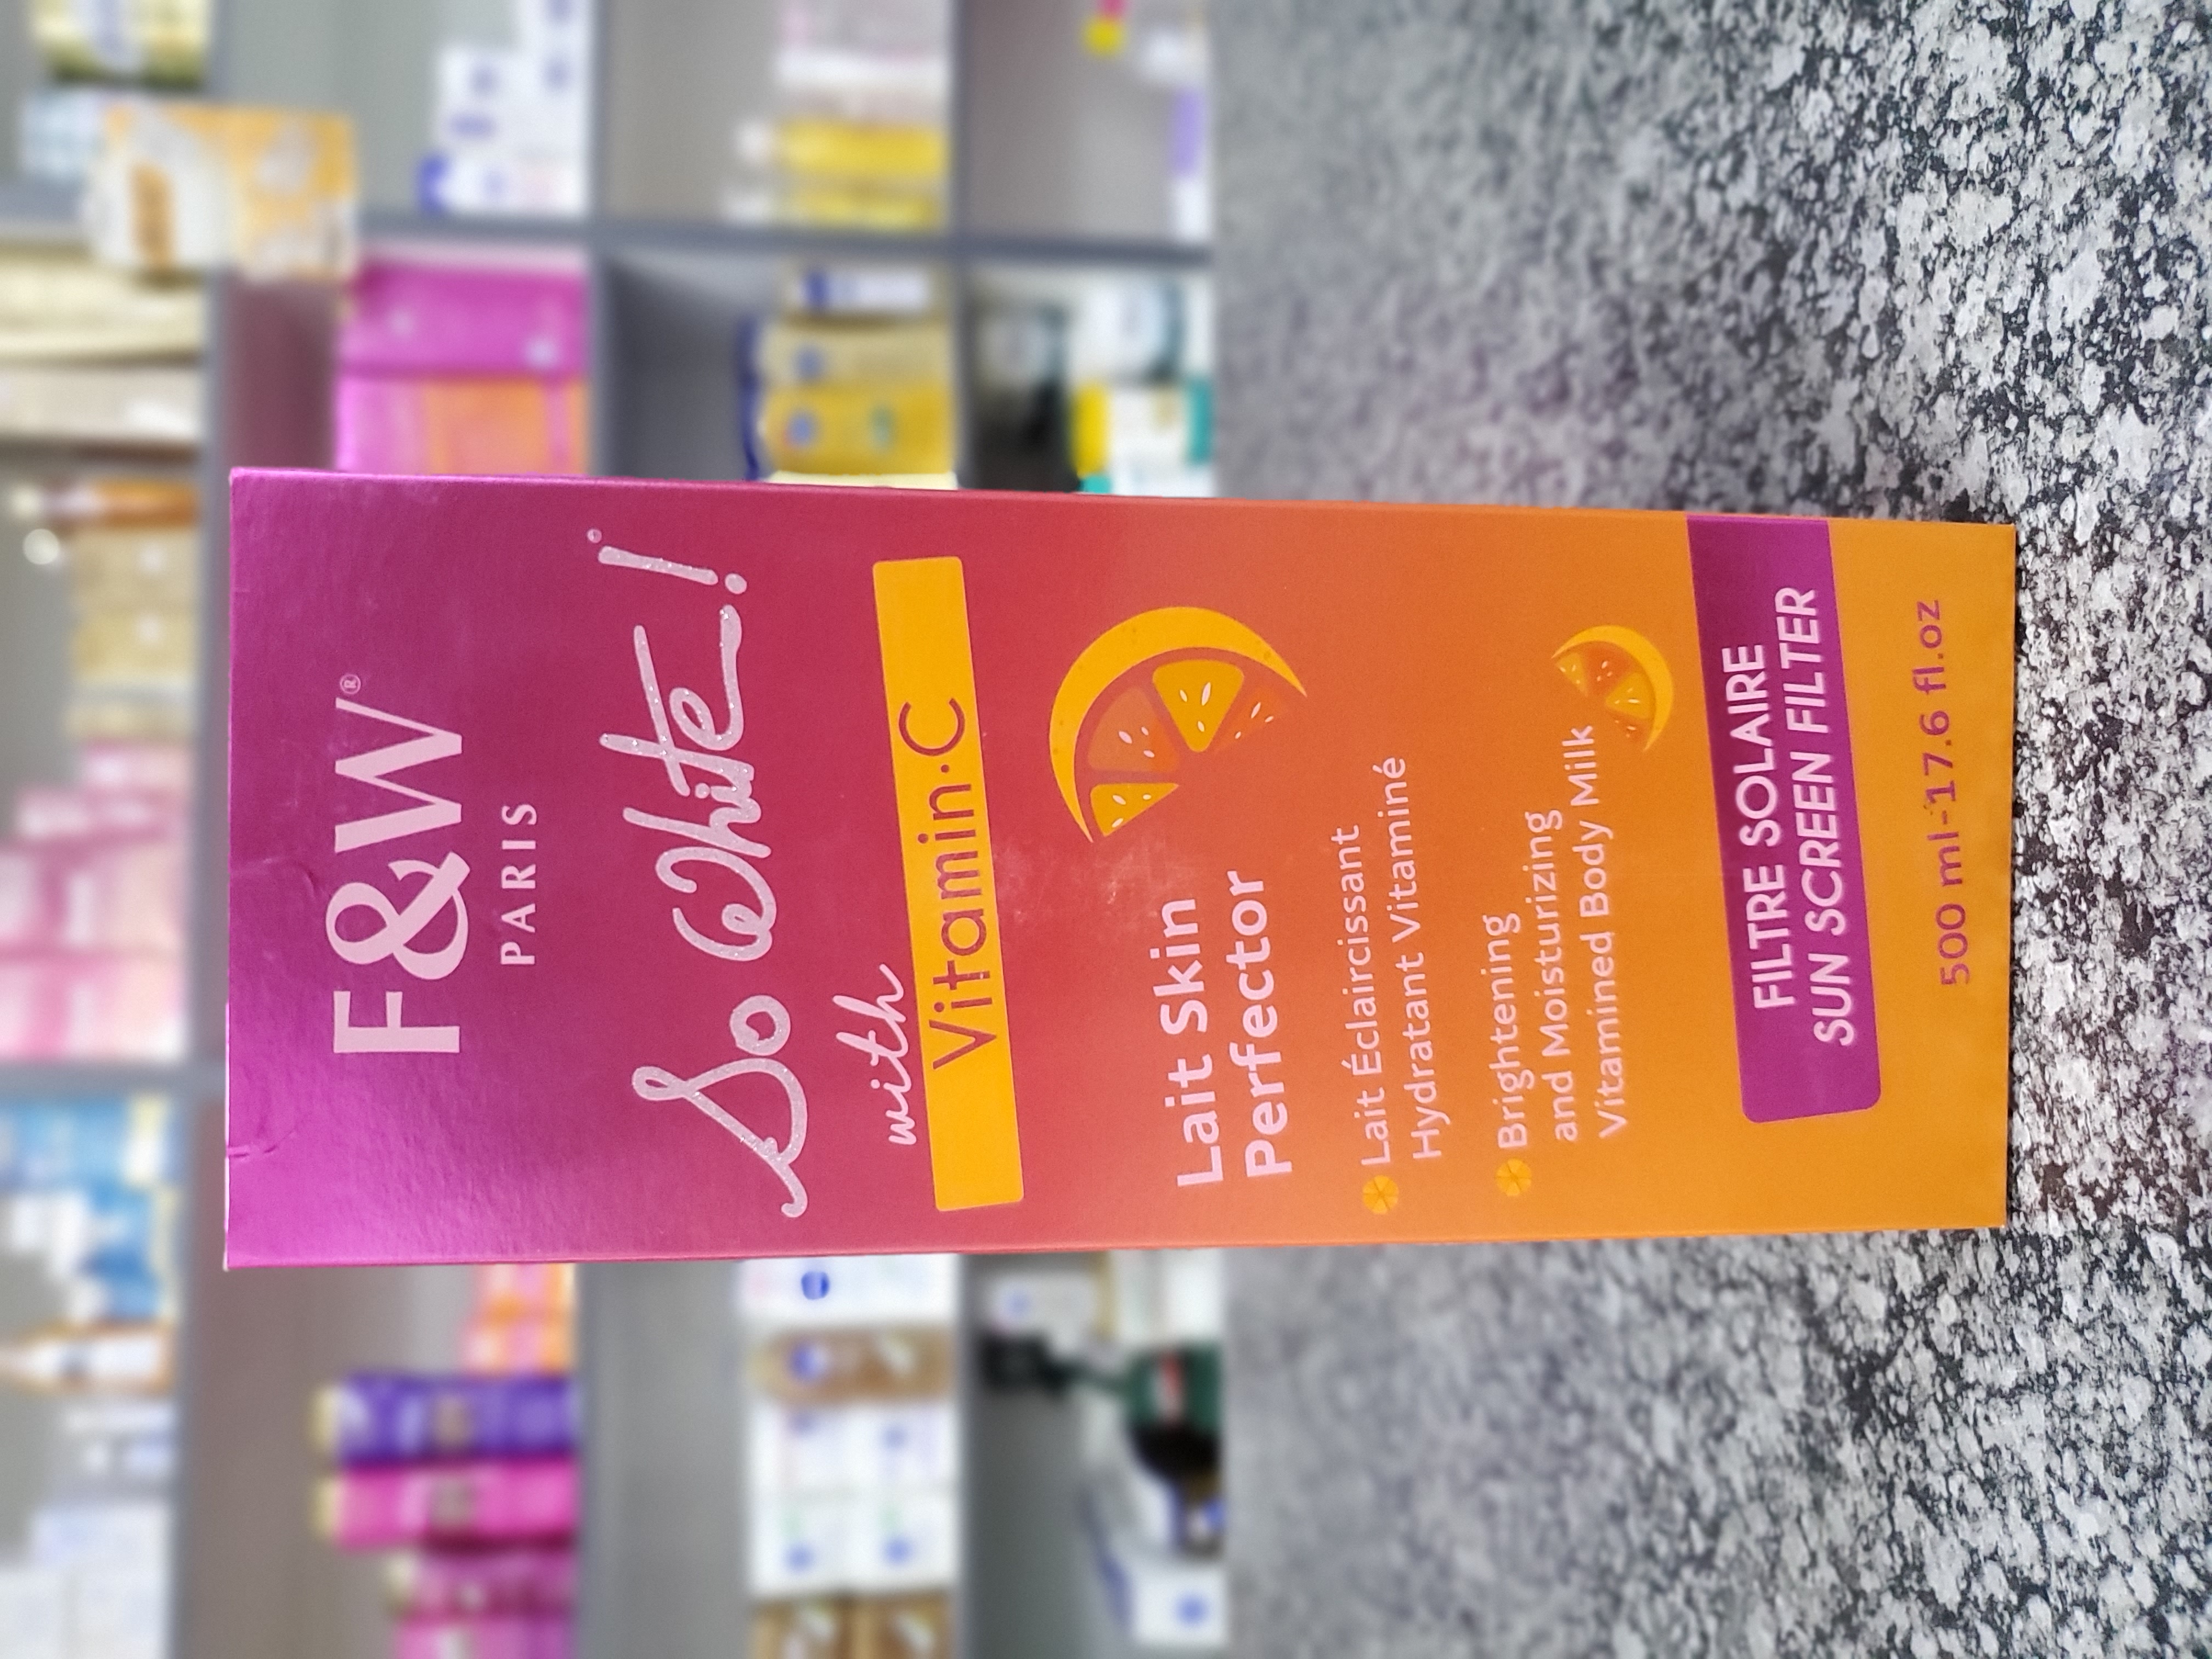 F&W®
PARIS
So White!
with
Vitamin·C
Lait Skin
Perfector
Lait Éclaircissant
Hydratant Vitaminé
Brightening
and Moisturizing
Vitamined Body Milk
FILTRE SOLAIRE
SUN SCREEN FILTER
500 ml-17.6 fl.oz